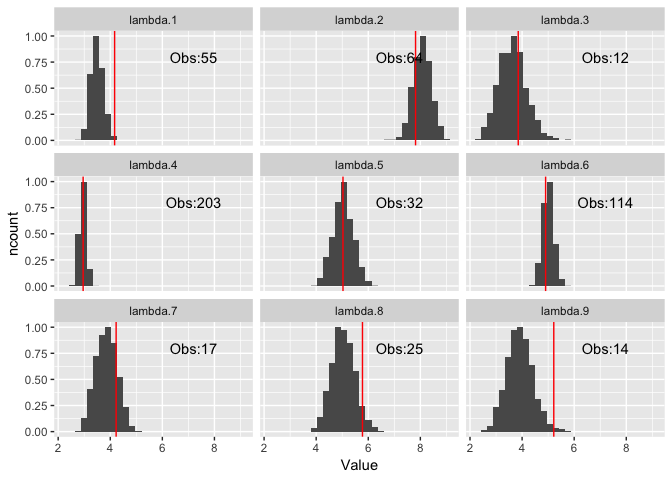 lambda.1 lambda.2 lambda.3
1.00
0.75 Obs:55 Obs:64 Obs:12
0.50
0.25
0.00
lambda.4 lambda.5 lambda.6
1.00
0.75 Obs:203 Obs:32 Obs:114
0.50
0.25
0.00
ncount
lambda.7 lambda.8 lambda.9
1.00
0.75 Obs:17 Obs:25 Obs:14
0.50
0.25
0.00
2 4 6 8 2 4 6 8 2 4 6 8
Value